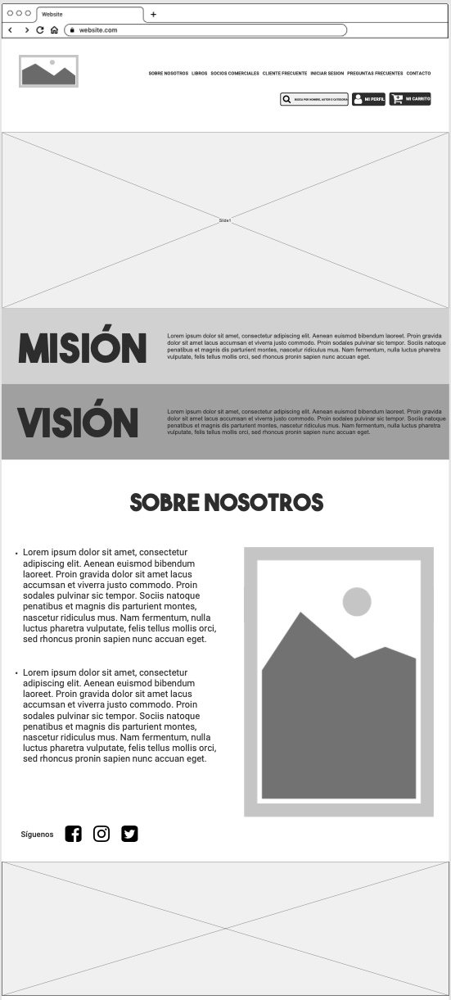 Website
website.com
SOBRE NOSOTROS LIBROS SOCIOS COMERCIALES CLIENTE FRECUENTE INICIAR SESION PREGUNTAS FRECUENTES CONTACTO
BUSCA POR NOMBRE, AUTOR O CATEGORIA MI PERFIL MI CARRITO
Slide1
MISIÓN
Lorem ipsum dolor sit amet, consectetur adipiscing elit. Aenean euismod bibendum laoreet. Proin gravida
dolor sit amet lacus accumsan et viverra justo commodo. Proin sodales pulvinar sic tempor. Sociis natoque
penatibus et magnis dis parturient montes, nascetur ridiculus mus. Nam fermentum, nulla luctus pharetra
vulputate, felis tellus mollis orci, sed rhoncus pronin sapien nunc accuan eget.
VISIÓN
Lorem ipsum dolor sit amet, consectetur adipiscing elit. Aenean euismod bibendum laoreet. Proin gravida
dolor sit amet lacus accumsan et viverra justo commodo. Proin sodales pulvinar sic tempor. Sociis natoque
penatibus et magnis dis parturient montes, nascetur ridiculus mus. Nam fermentum, nulla luctus pharetra
vulputate, felis tellus mollis orci, sed rhoncus pronin sapien nunc accuan eget.
SOBRE NOSOTROS
• Lorem ipsum dolor sit amet, consectetur
adipiscing elit. Aenean euismod bibendum
laoreet. Proin gravida dolor sit amet lacus
accumsan et viverra justo commodo. Proin
sodales pulvinar sic tempor. Sociis natoque
penatibus et magnis dis parturient montes,
nascetur ridiculus mus. Nam fermentum, nulla
luctus pharetra vulputate, felis tellus mollis orci,
sed rhoncus pronin sapien nunc accuan eget.
• Lorem ipsum dolor sit amet, consectetur
adipiscing elit. Aenean euismod bibendum
laoreet. Proin gravida dolor sit amet lacus
accumsan et viverra justo commodo. Proin
sodales pulvinar sic tempor. Sociis natoque
penatibus et magnis dis parturient montes,
nascetur ridiculus mus. Nam fermentum, nulla
luctus pharetra vulputate, felis tellus mollis orci,
sed rhoncus pronin sapien nunc accuan eget.
Síguenos